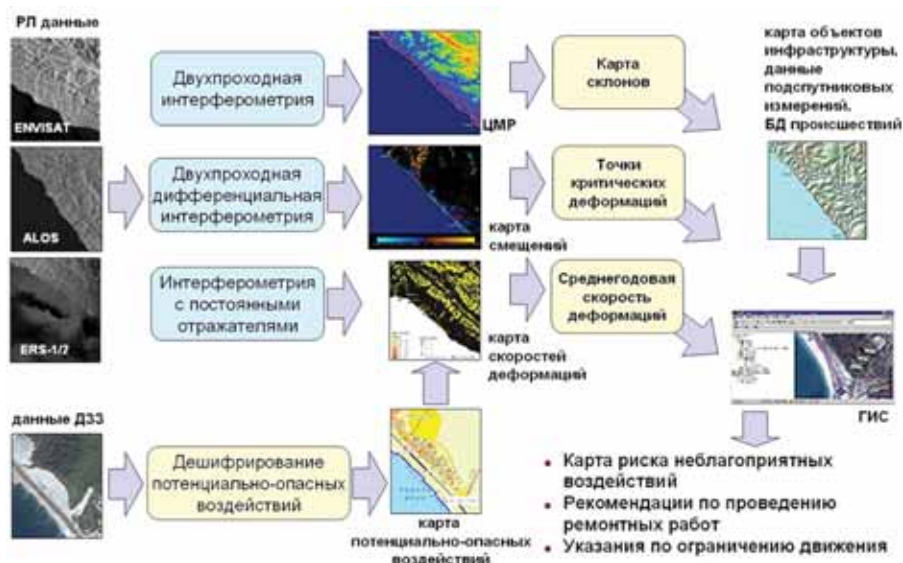 РЛ данные
ENVISAT
ALOS
ERS-1/2
Двухпроходная
интерферометрия
ЦМР
Карта
склонов
Двухпроходная
дифференциальная
интерферометрия
карта
смещений
Точки
критических
деформаций
Интерферометрия
с постоянными
отражателями
карта
скоростей
деформаций
Среднегодовая
скорость
деформаций
карта объектов
инфраструктуры,
данные
подспутниковых
измерений.
БД происшествий
ГИС
данные ДЗЗ
Дешифрирование
потенциально-опасных
воздействий
карта
потенциально-опасных
воздействий
• Карта риска неблагоприятных
воздействий
• Рекомендации по проведению
ремонтных работ
• Указания по ограничению движения